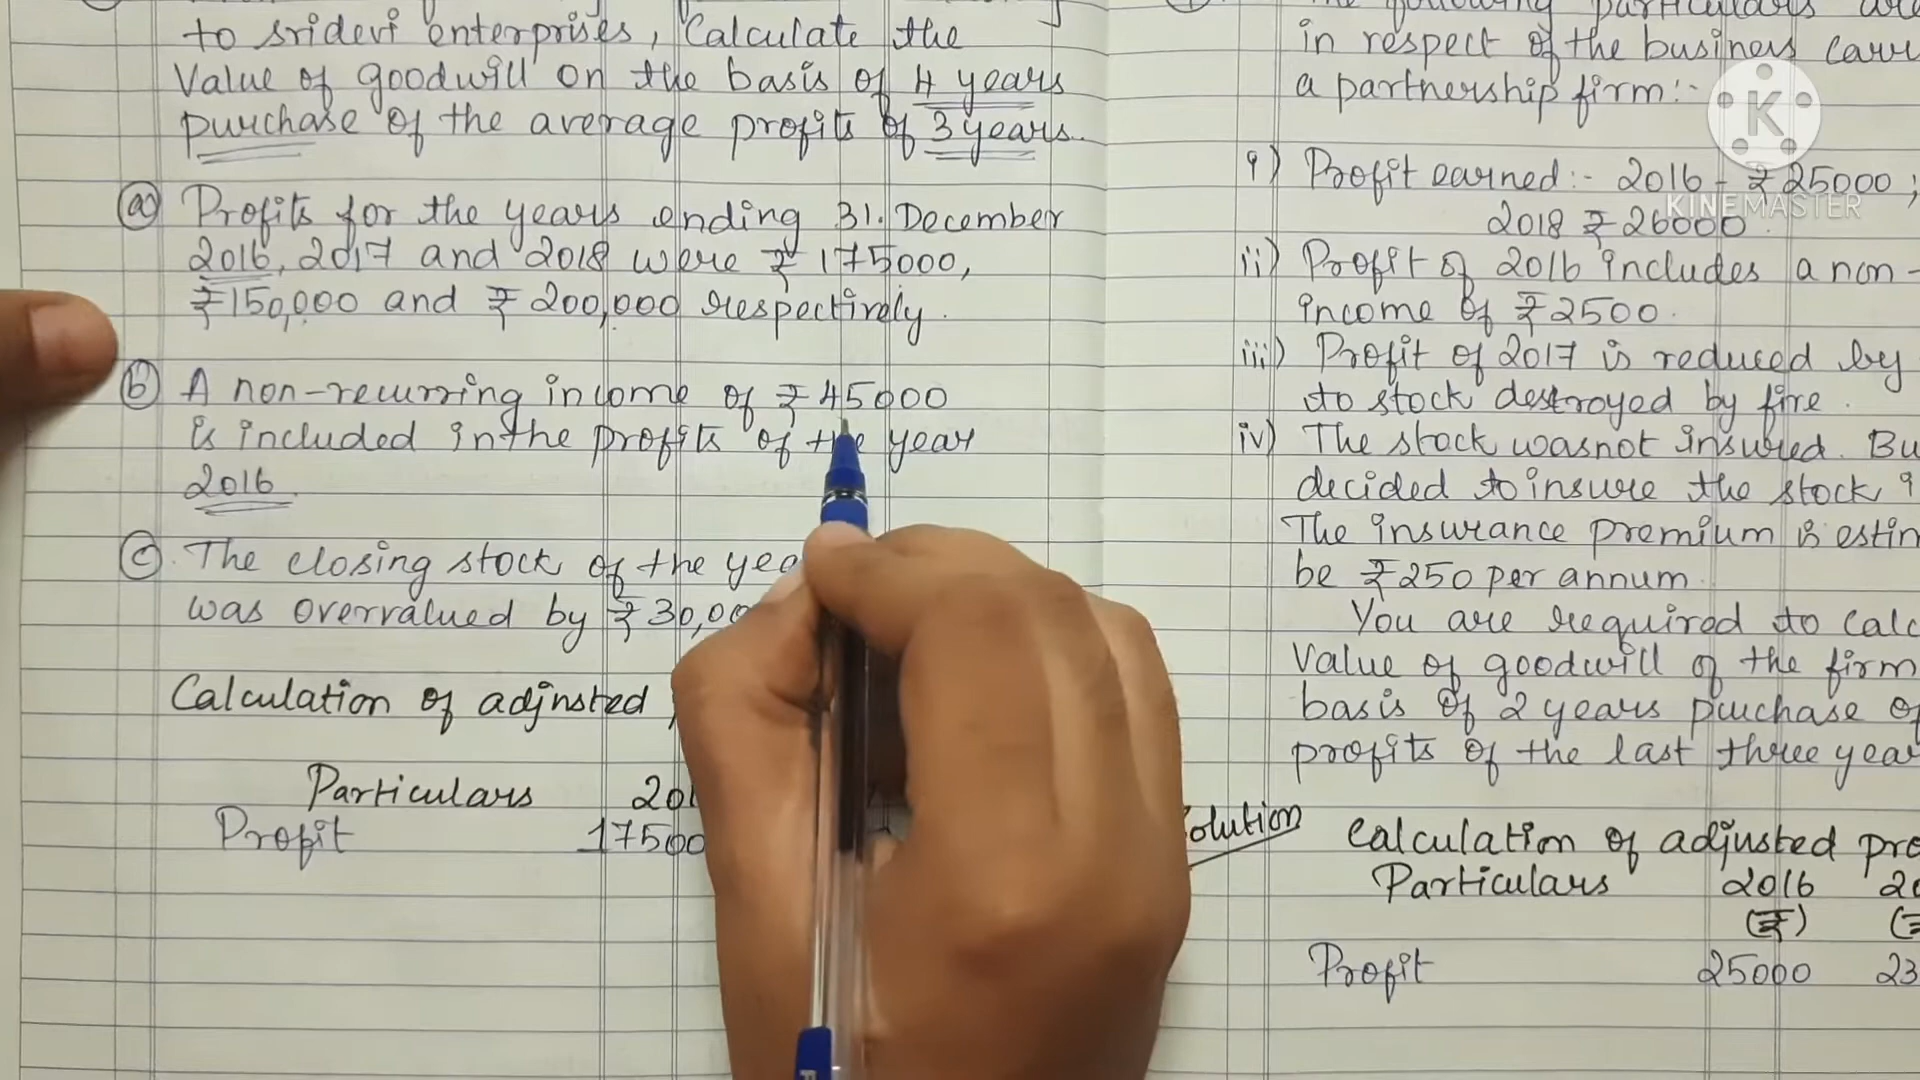 to sridevi enterprises, Calculate the
Value of goodwill on the basis of 4 years
purchase of the average profits of 3 years.
(a) Profits for the years ending 31. December
2016, 2017 and 2018 were ₹ 175000,
₹150,000 and ₹ 200,000 respectively.
(b) A non-recurring income of ₹ 45000
is included in the profits of the year
2016.
(c) The closing stock of the yea
was overvalued by ₹ 30,00
Calculation of adjusted
Particulars 201
Profit 17500
in respect of the business carri
a partnership firm:-
i) Profit earned:- 2016 - ₹ 25000;
2018 ₹ 26000.
ii) Profit of 2016 includes a non-
income of ₹ 2500.
iii) Profit of 2017 is reduced by
to stock destroyed by fire.
iv) The stock was not insured. Bu
decided to insure the stock i
The insurance premium is estim
be ₹ 250 per annum.
You are required to calc
Value of goodwill of the firm
basis of 2 years purchase of
profits of the last three year
olution
Calculation of adjusted pro
Particulars 2016 20
(₹) (₹
Profit 25000 23
K
KINEMASTER